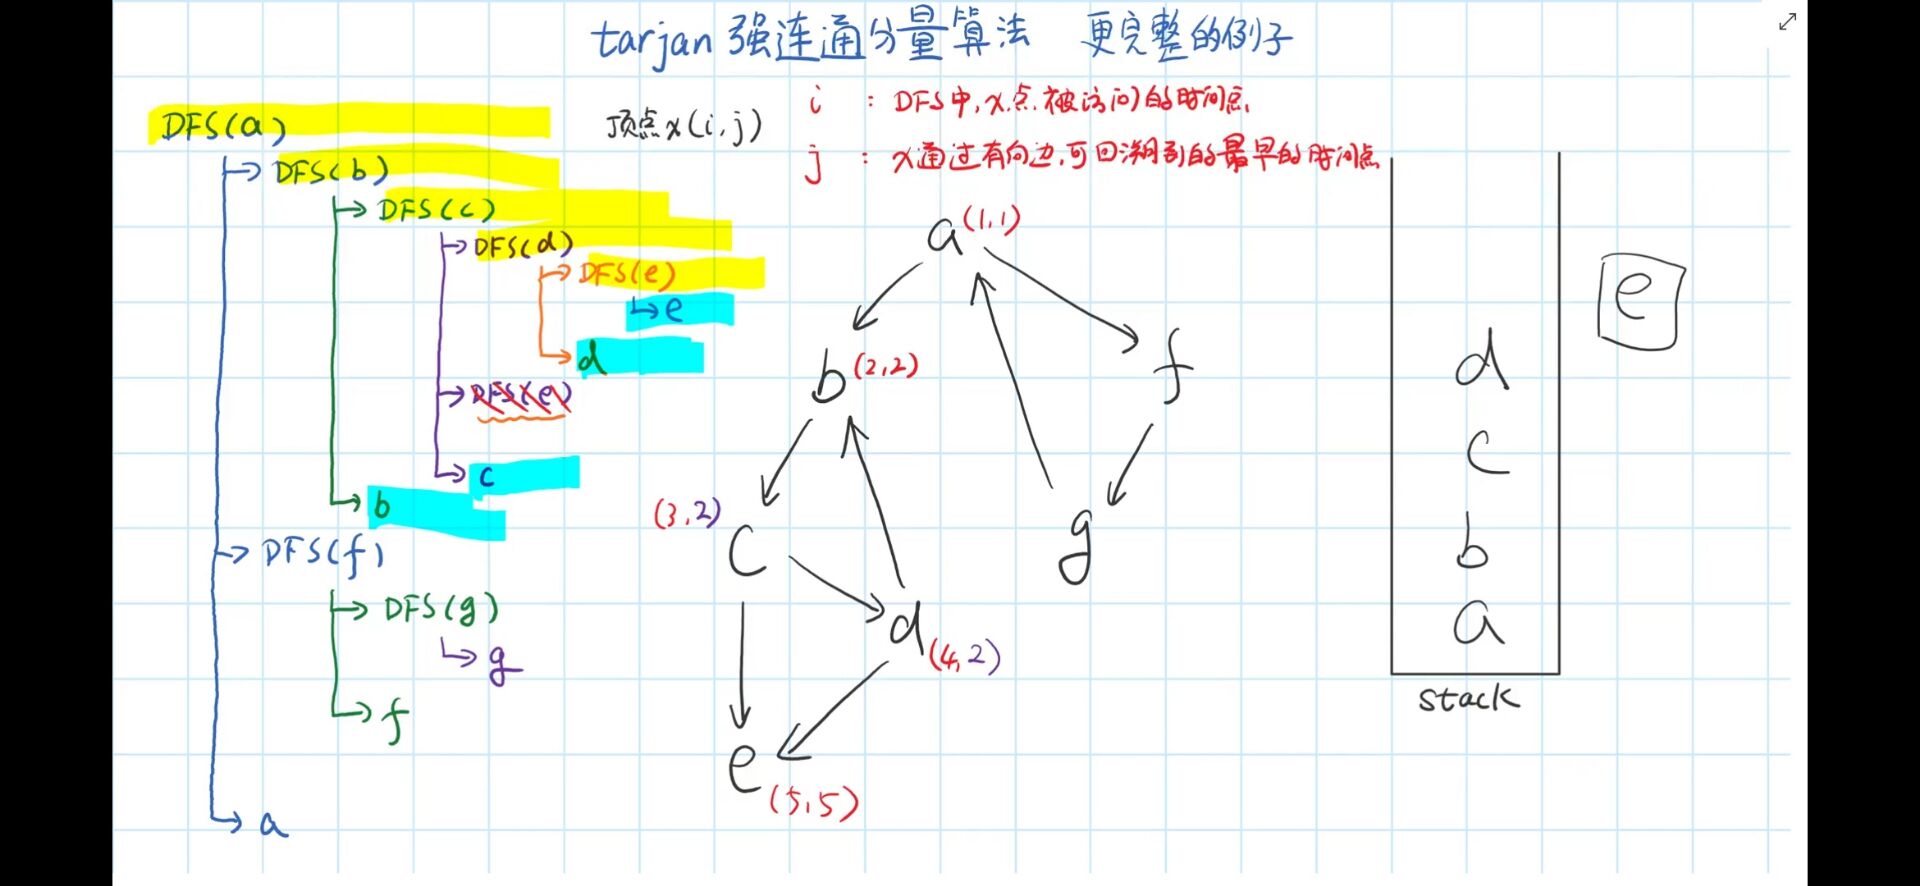 tarjan 强连通分量算法 更完整的例子
顶点x(i,j)
i : DFS中,x点被访问的时间点
j : x通过有向边,可回溯到的最早的时间点
DFS(a)
DFS(b)
DFS(c)
DFS(d)
DFS(e)
e
d
DFS(e)
c
b
DFS(f)
DFS(g)
g
f
a
a(1,1)
b(2,2)
f
(3,2)
c
g
d(4,2)
e(5,5)
d
c
b
a
stack
e